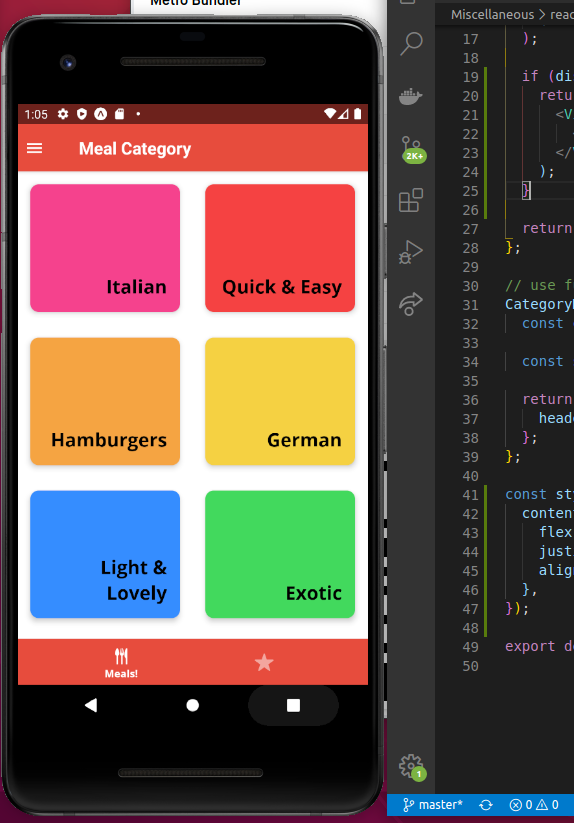 Metro Bundler
1:05
Meal Category
Italian
Quick & Easy
Hamburgers
German
Light &
Lovely
Exotic
Meals!
Miscellaneous > reac
17 );
18
19 if (di
20 retu
21 <V
22
23 </
24 );
25 }
26
27 return
28 };
29
30 // use f
31 Category
32 const
33
34 const
35
36 return
37 heade
38 };
39 };
40
41 const st
42 conten
43 flex
44 just
45 alig
46 },
47 });
48
49 export de
50
2K+
1
master*
0 0